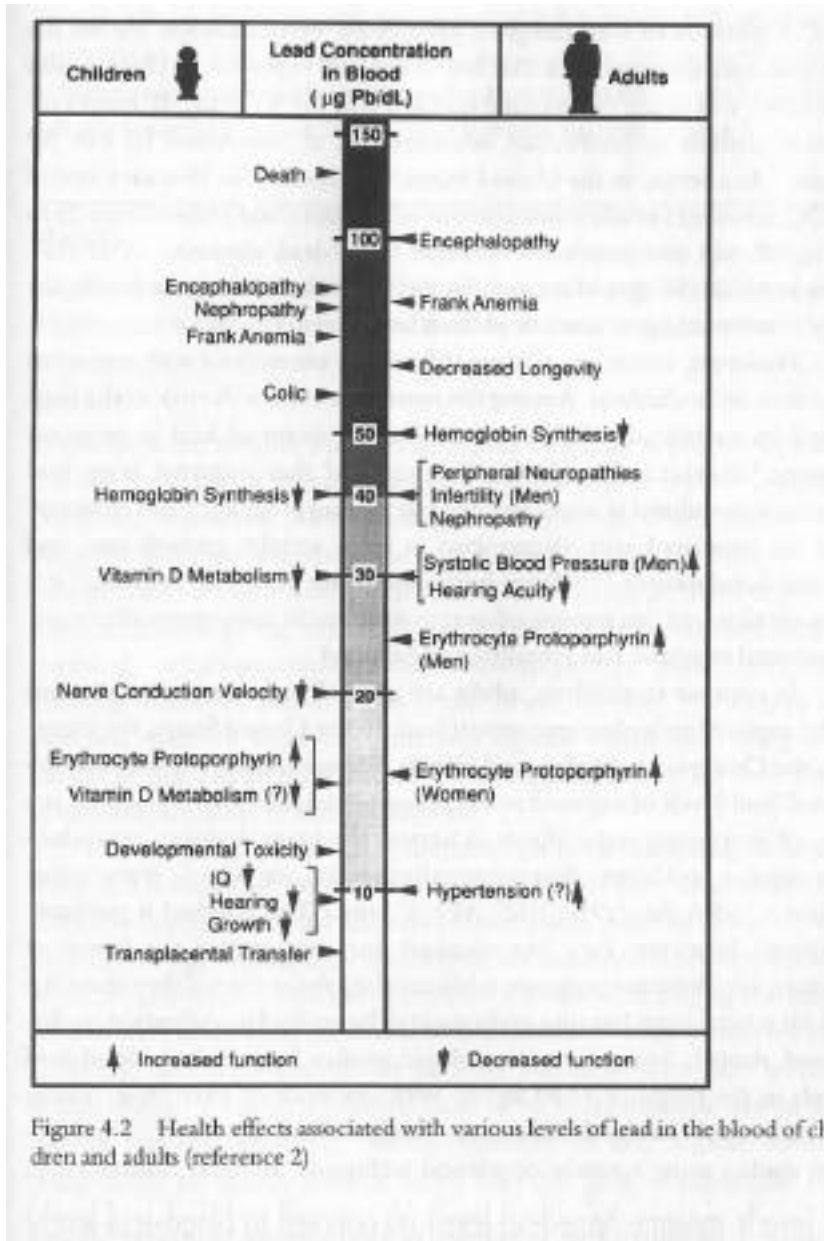 Children
Lead Concentration
In Blood
(µg Pb/dL)
Adults
150
Death
100
Encephalopathy
Encephalopathy
Nephropathy
Frank Anemia
Frank Anemia
Decreased Longevity
Colic
50
Hemoglobin Synthesis
Hemoglobin Synthesis
40
Peripheral Neuropathies
Infertility (Men)
Nephropathy
Vitamin D Metabolism
30
Systolic Blood Pressure (Men)
Hearing Acuity
Erythrocyte Protoporphyrin
(Men)
Nerve Conduction Velocity
20
Erythrocyte Protoporphyrin
Vitamin D Metabolism (?)
Erythrocyte Protoporphyrin
(Women)
Developmental Toxicity
IQ
Hearing
Growth
10
Hypertension (?)
Transplacental Transfer
Increased function
Decreased function
Figure 4.2 Health effects associated with various levels of lead in the blood of ch
dren and adults (reference 2)